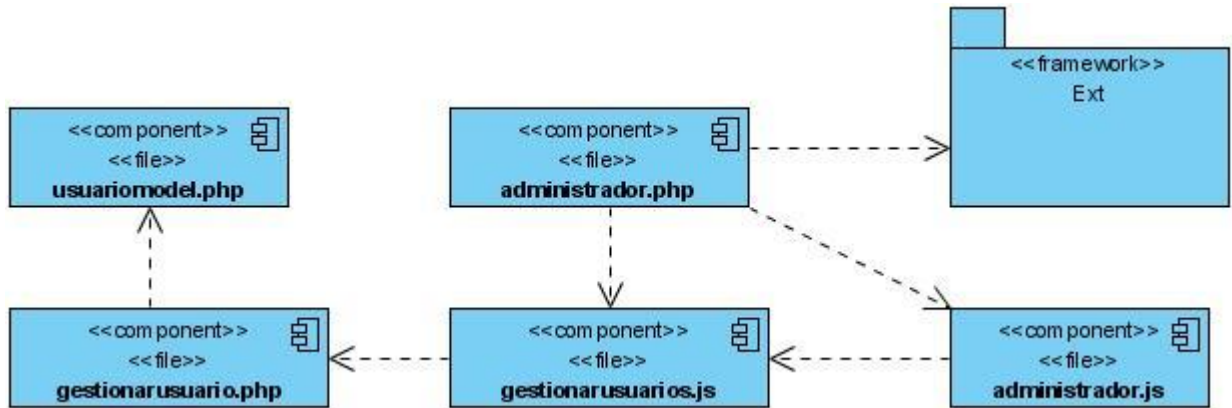 <<framework>>
Ext
<<component>>
<<file>>
usuariomodel.php
<<component>>
<<file>>
administrador.php
<<component>>
<<file>>
gestionarusuario.php
<<component>>
<<file>>
gestionarusuarios.js
<<component>>
<<file>>
administrador.js